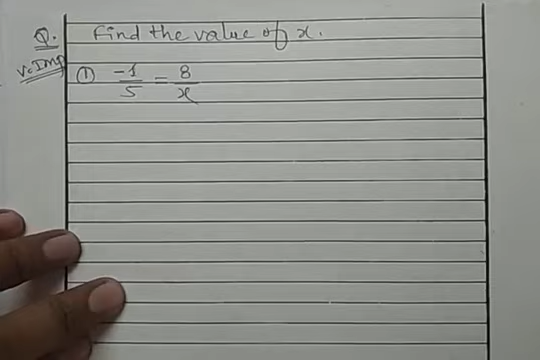 Q. Find the value of x.
V. Imp ① -1/5 = 8/x